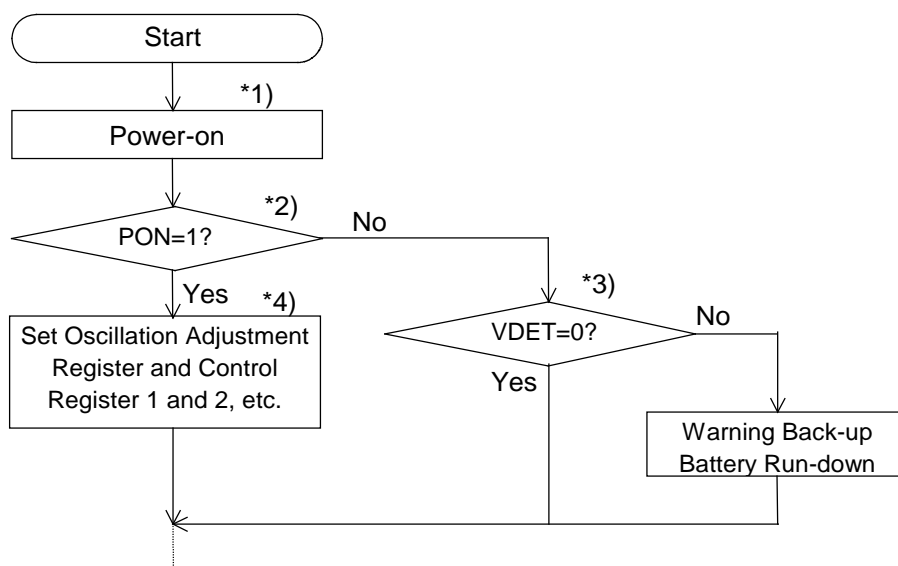 Start
*1)
Power-on
*2)
No
PON=1?
Yes
*4)
*3)
No
VDET=0?
Set Oscillation Adjustment
Register and Control
Register 1 and 2, etc.
Yes
Warning Back-up
Battery Run-down